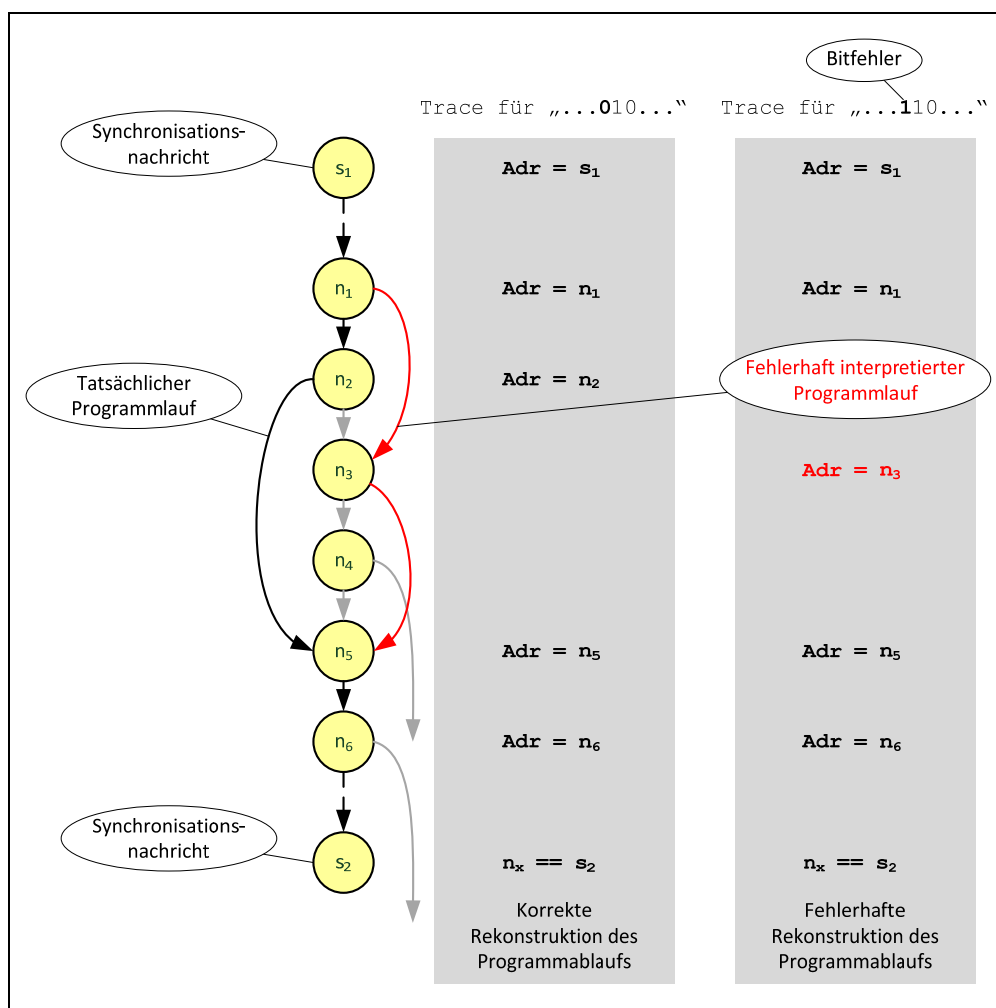 Bitfehler
Trace für „...010...“
Trace für „...110...“
Synchronisations-
nachricht
s1
Adr = s1
Adr = s1
n1
Adr = n1
Adr = n1
n2
Adr = n2
Tatsächlicher
Programmlauf
Fehlerhaft interpretierter
Programmlauf
n3
Adr = n3
n4
n5
Adr = n5
Adr = n5
n6
Adr = n6
Adr = n6
Synchronisations-
nachricht
s2
nx == s2
nx == s2
Korrekte
Rekonstruktion des
Programmablaufs
Fehlerhafte
Rekonstruktion des
Programmablaufs